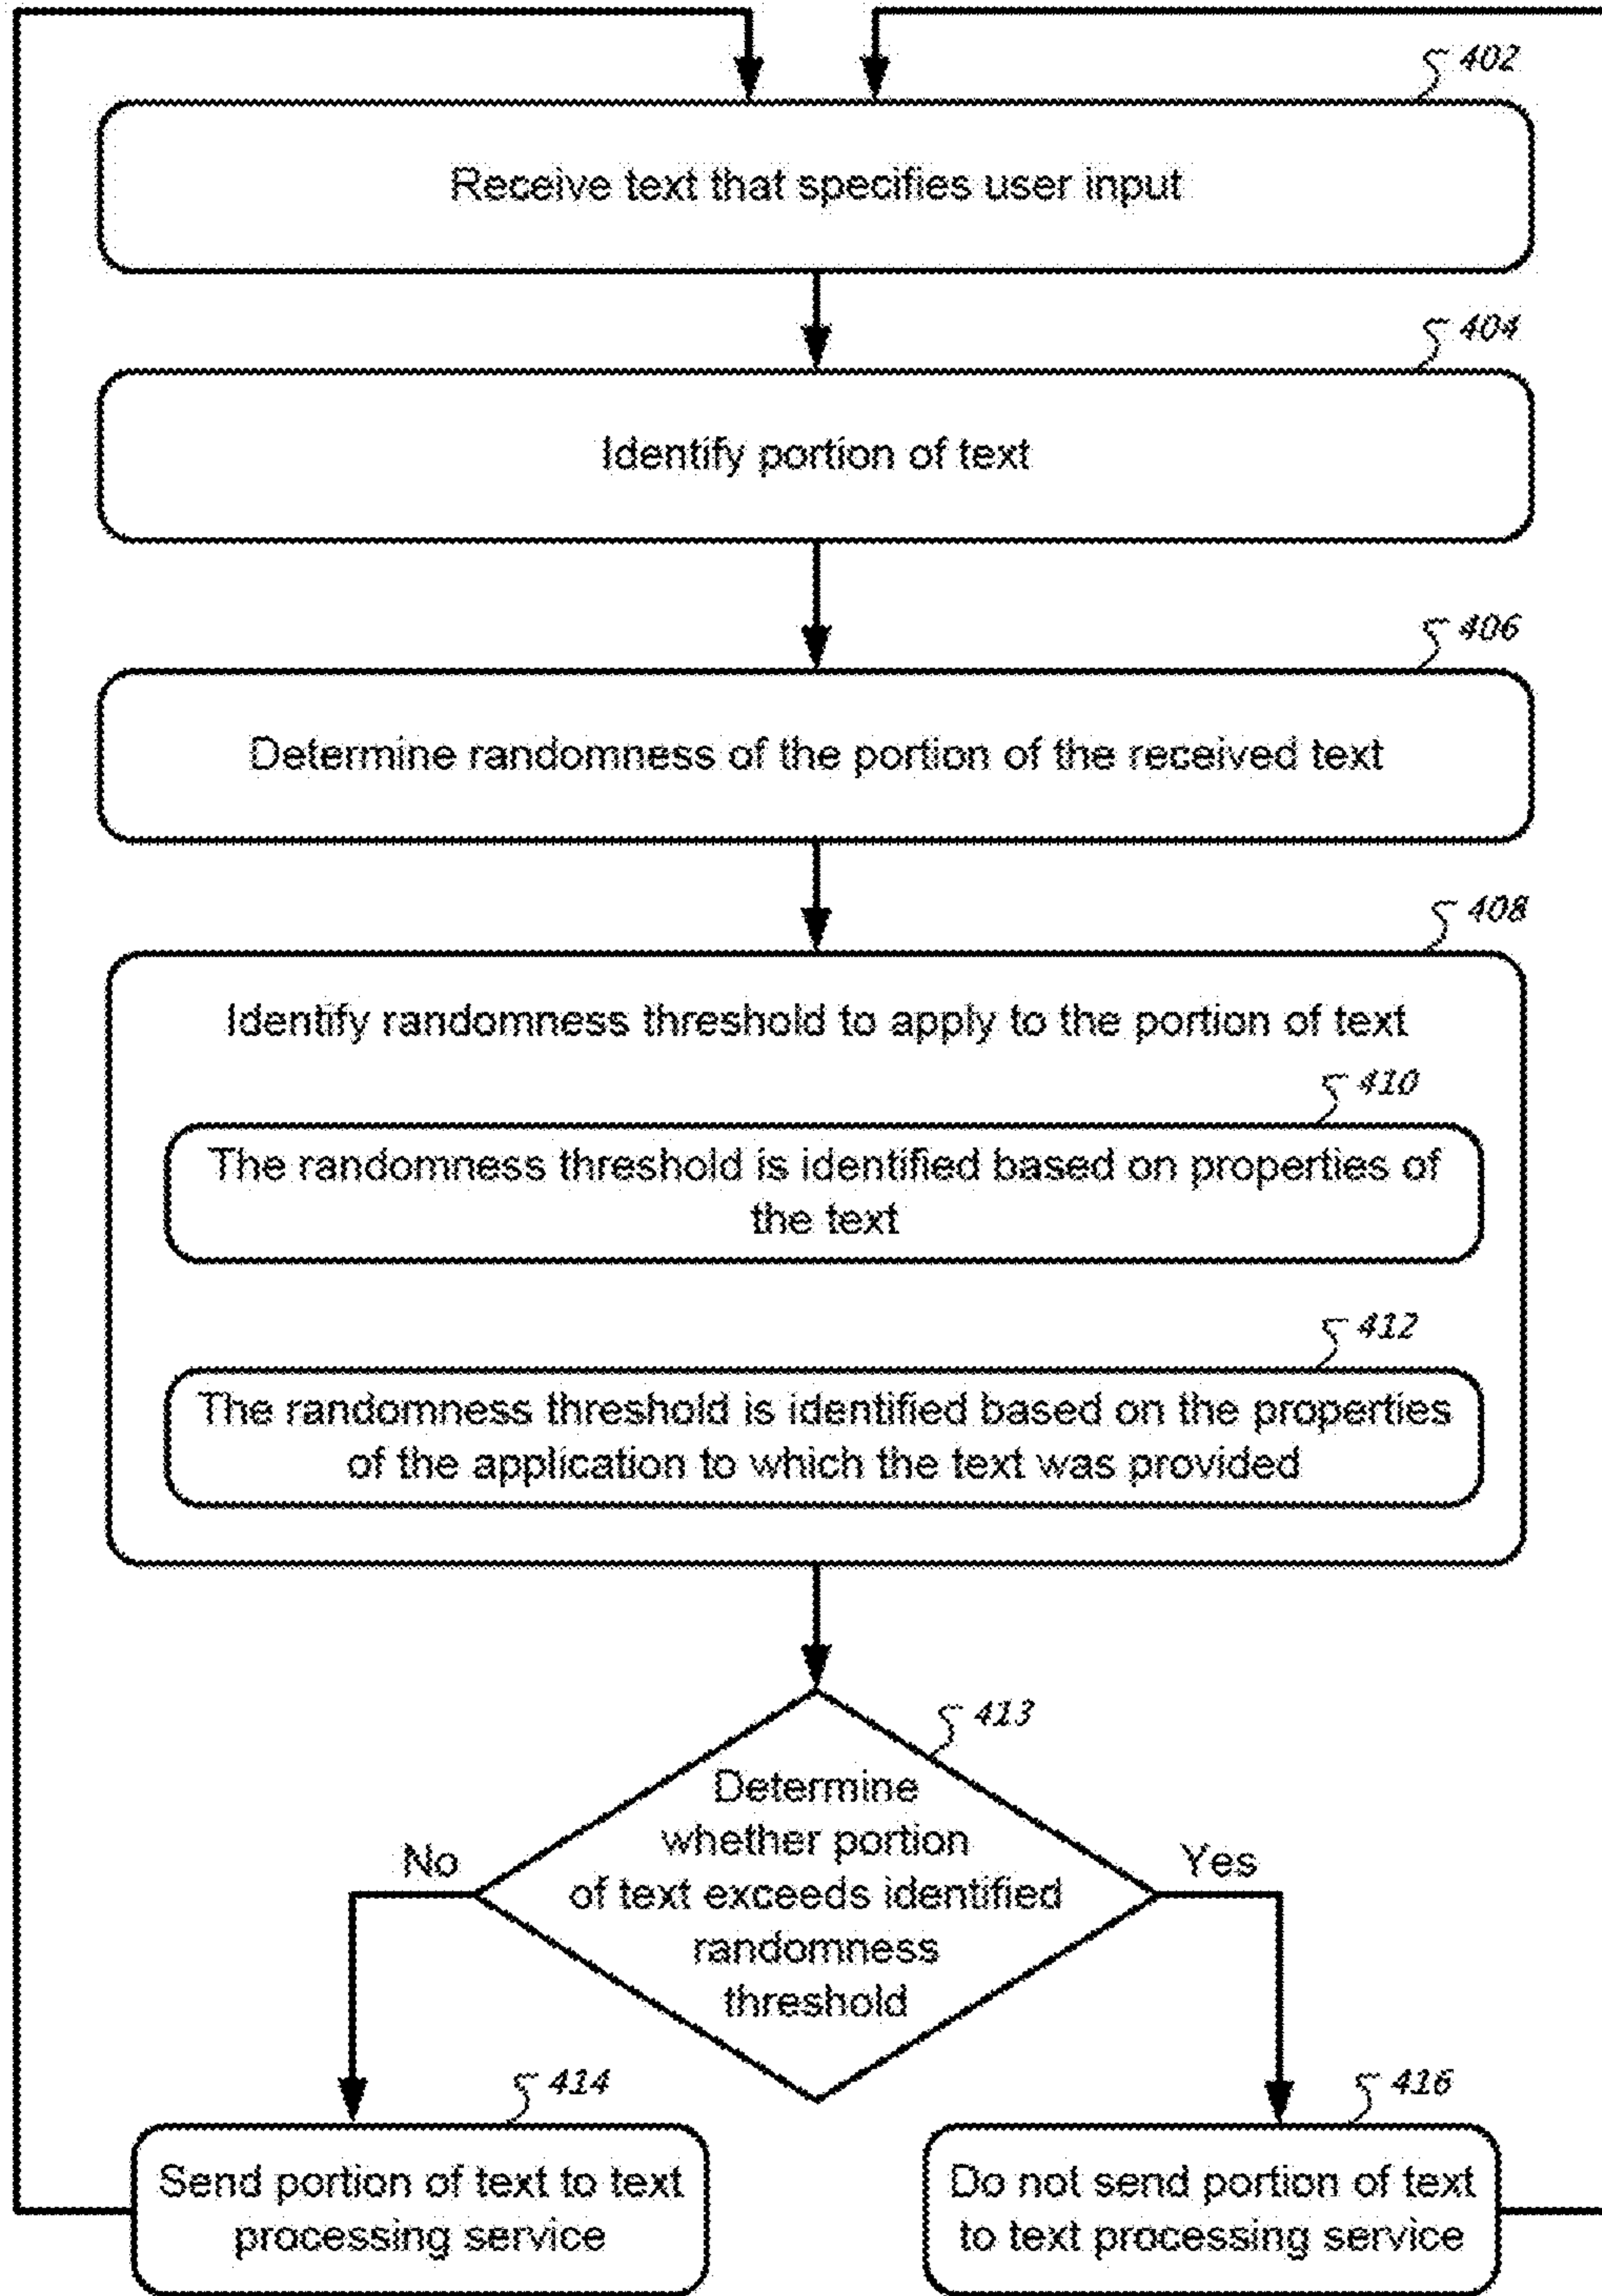 402
Receive text that specifies user input
404
Identify portion of text
406
Determine randomness of the portion of the received text
408
Identify randomness threshold to apply to the portion of text
410
The randomness threshold is identified based on properties of
the text
412
The randomness threshold is identified based on the properties
of the application to which the text was provided
413
Determine
whether portion
of text exceeds identified
randomness
threshold
No
Yes
414
Send portion of text to text
processing service
416
Do not send portion of text
to text processing service